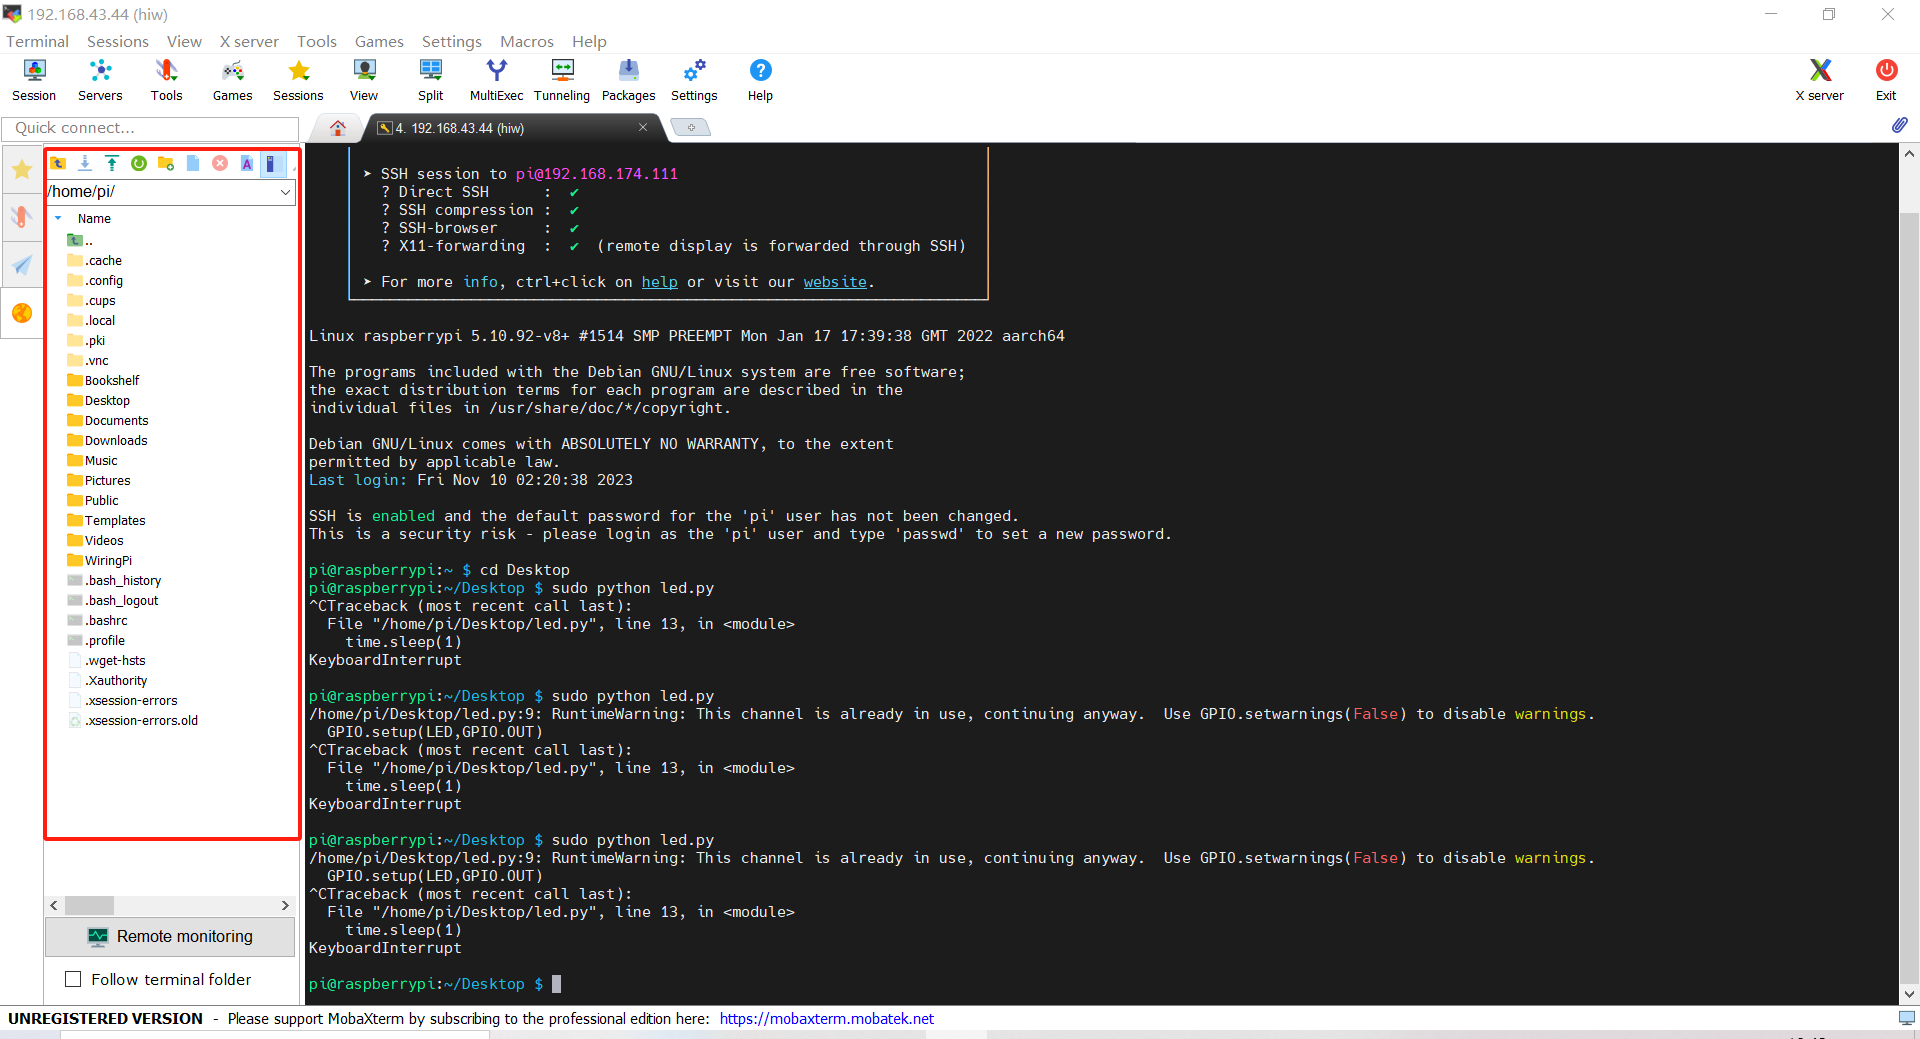 192.168.43.44 (hiw)
Terminal Sessions View X server Tools Games Settings Macros Help
Session Servers Tools Games Sessions View Split MultiExec Tunneling Packages Settings Help X server Exit
Quick connect...
4. 192.168.43.44 (hiw)
/home/pi/
Name
..
.cache
.config
.cups
.local
.pki
.vnc
Bookshelf
Desktop
Documents
Downloads
Music
Pictures
Public
Templates
Videos
WiringPi
.bash_history
.bash_logout
.bashrc
.profile
.wget-hsts
.Xauthority
.xsession-errors
.xsession-errors.old
Remote monitoring
Follow terminal folder
➤ SSH session to pi@192.168.174.111
? Direct SSH      :  ✔
? SSH compression :  ✔
? SSH-browser     :  ✔
? X11-forwarding  :  ✔  (remote display is forwarded through SSH)
➤ For more info, ctrl+click on help or visit our website.
Linux raspberrypi 5.10.92-v8+ #1514 SMP PREEMPT Mon Jan 17 17:39:38 GMT 2022 aarch64
The programs included with the Debian GNU/Linux system are free software;
the exact distribution terms for each program are described in the
individual files in /usr/share/doc/*/copyright.
Debian GNU/Linux comes with ABSOLUTELY NO WARRANTY, to the extent
permitted by applicable law.
Last login: Fri Nov 10 02:20:38 2023
SSH is enabled and the default password for the 'pi' user has not been changed.
This is a security risk - please login as the 'pi' user and type 'passwd' to set a new password.
pi@raspberrypi:~ $ cd Desktop
pi@raspberrypi:~/Desktop $ sudo python led.py
^CTraceback (most recent call last):
  File "/home/pi/Desktop/led.py", line 13, in <module>
    time.sleep(1)
KeyboardInterrupt
pi@raspberrypi:~/Desktop $ sudo python led.py
/home/pi/Desktop/led.py:9: RuntimeWarning: This channel is already in use, continuing anyway.  Use GPIO.setwarnings(False) to disable warnings.
  GPIO.setup(LED,GPIO.OUT)
^CTraceback (most recent call last):
  File "/home/pi/Desktop/led.py", line 13, in <module>
    time.sleep(1)
KeyboardInterrupt
pi@raspberrypi:~/Desktop $ sudo python led.py
/home/pi/Desktop/led.py:9: RuntimeWarning: This channel is already in use, continuing anyway.  Use GPIO.setwarnings(False) to disable warnings.
  GPIO.setup(LED,GPIO.OUT)
^CTraceback (most recent call last):
  File "/home/pi/Desktop/led.py", line 13, in <module>
    time.sleep(1)
KeyboardInterrupt
pi@raspberrypi:~/Desktop $
UNREGISTERED VERSION - Please support MobaXterm by subscribing to the professional edition here: https://mobaxterm.mobatek.net